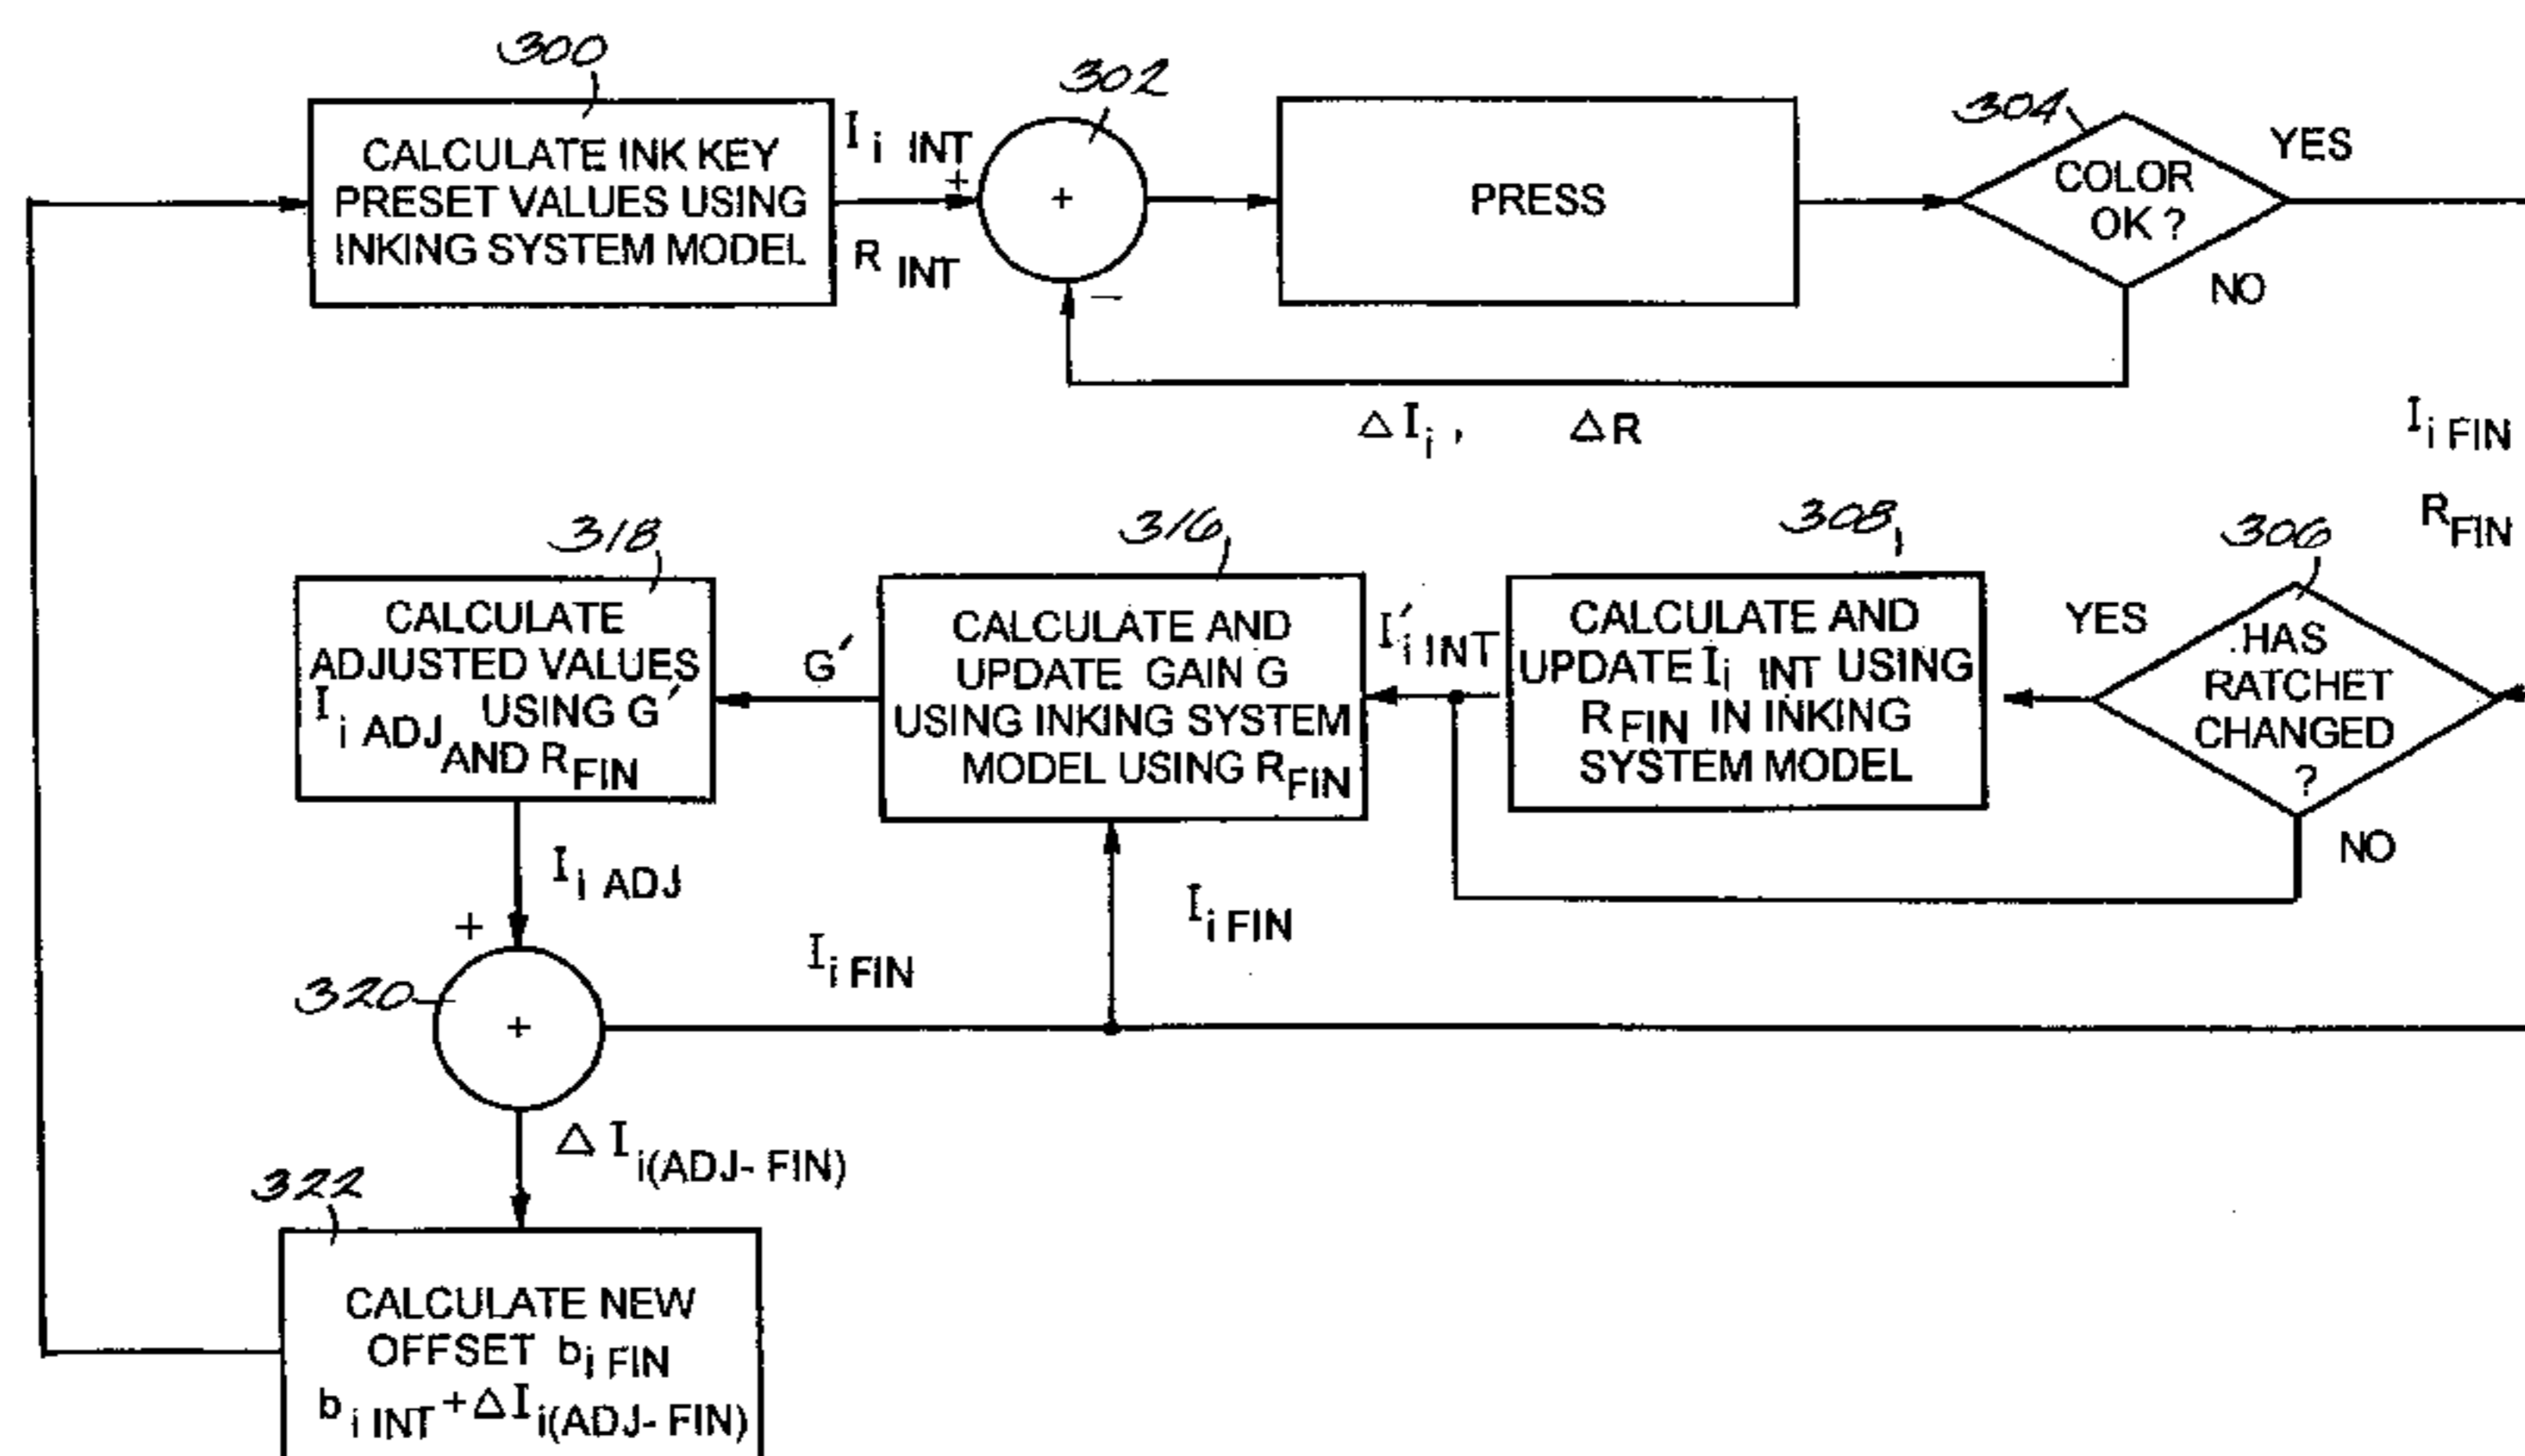 300
CALCULATE INK KEY
PRESET VALUES USING
INKING SYSTEM MODEL
I i INT
+
R INT
302
+
−
PRESS
304
COLOR
OK ?
YES
NO
△ I i , △ R
I i FIN
R FIN
306
.HAS
RATCHET
CHANGED
?
YES
NO
308
CALCULATE AND
UPDATE I i INT USING
R FIN IN INKING
SYSTEM MODEL
I′ i INT
316
CALCULATE AND
UPDATE GAIN G
USING INKING SYSTEM
MODEL USING R FIN
G′
318
CALCULATE
ADJUSTED VALUES
I i ADJ USING G′
AND R FIN
I i ADJ
+
320
+
I i FIN
I i FIN
△ I i(ADJ- FIN)
322
CALCULATE NEW
OFFSET b i FIN
b i INT + △ I i(ADJ- FIN)